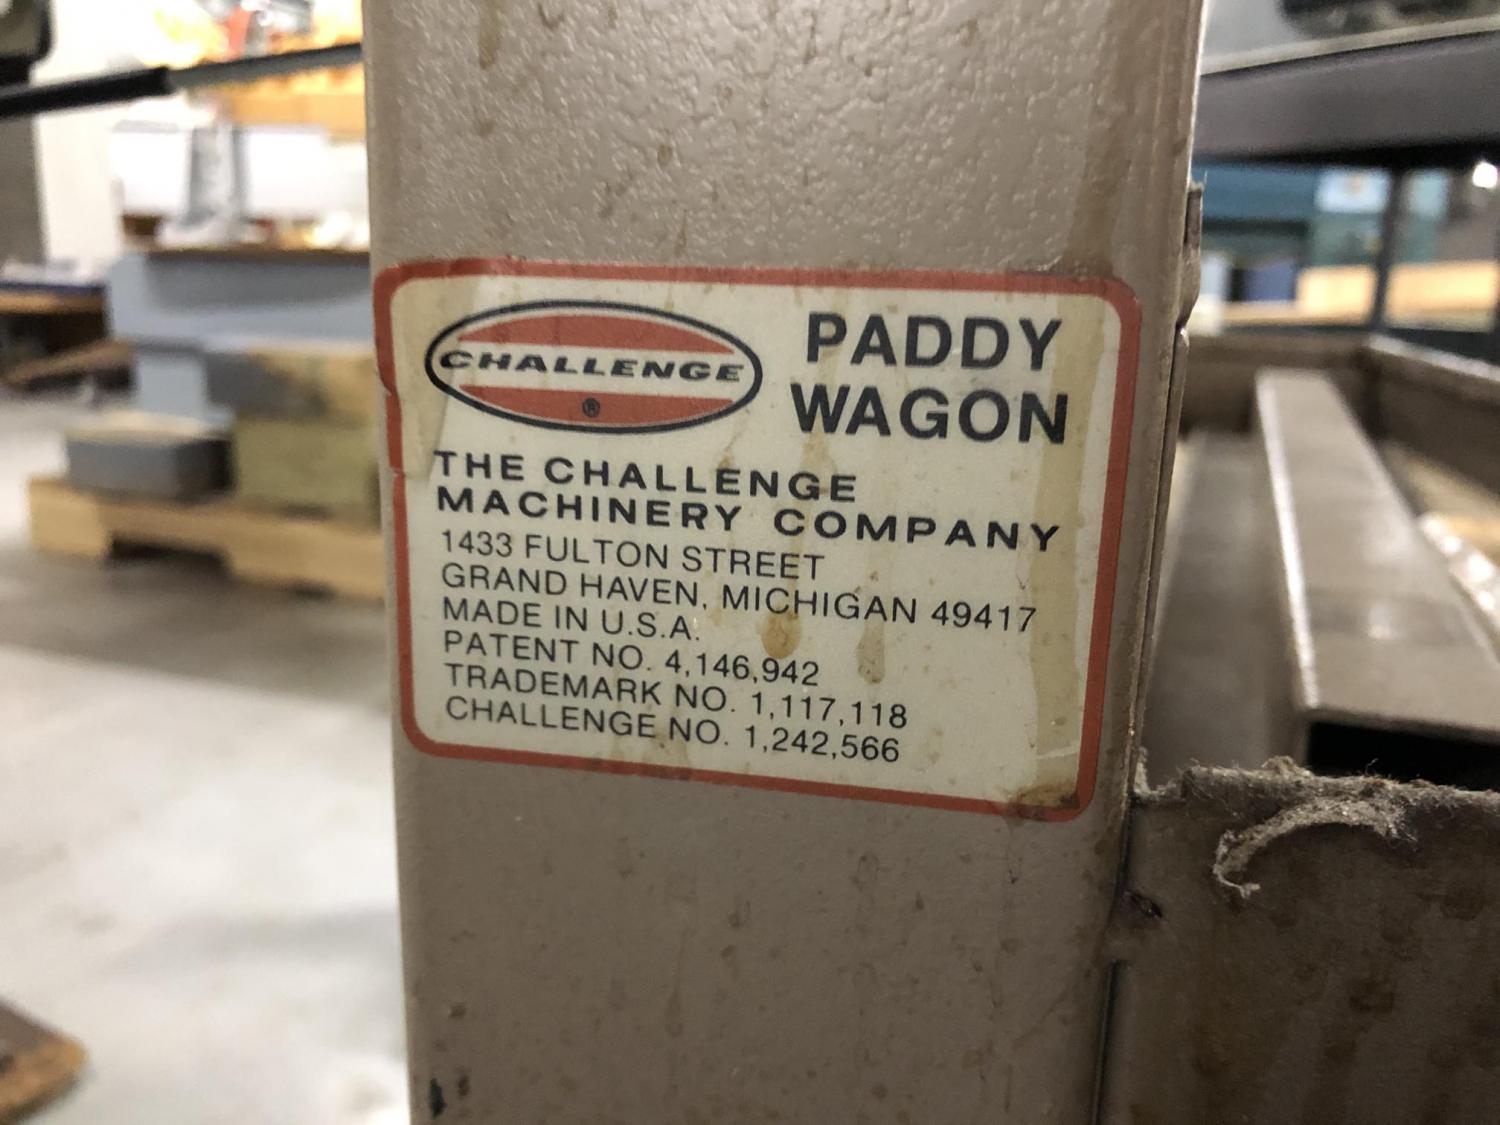 CHALLENGE
®
PADDY
WAGON
THE CHALLENGE
MACHINERY COMPANY
1433 FULTON STREET
GRAND HAVEN, MICHIGAN 49417
MADE IN U.S.A.
PATENT NO. 4,146,942
TRADEMARK NO. 1,117,118
CHALLENGE NO. 1,242,566